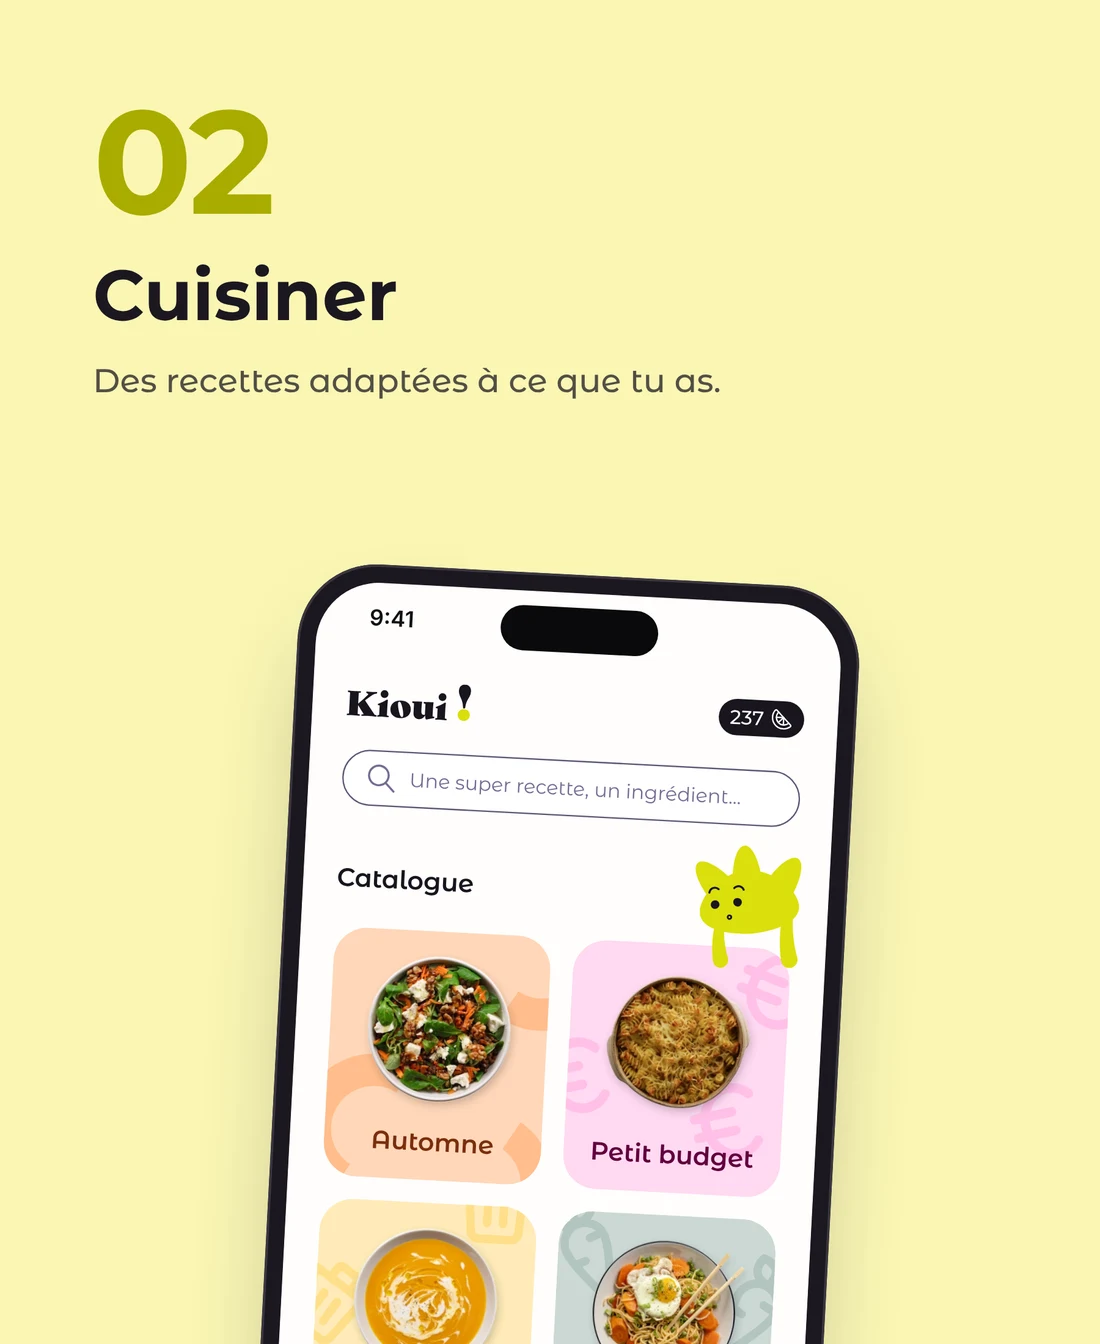 02
Cuisiner
Des recettes adaptées à ce que tu as.
9:41
Kioui !
237
Une super recette, un ingrédient...
Catalogue
Automne
Petit budget